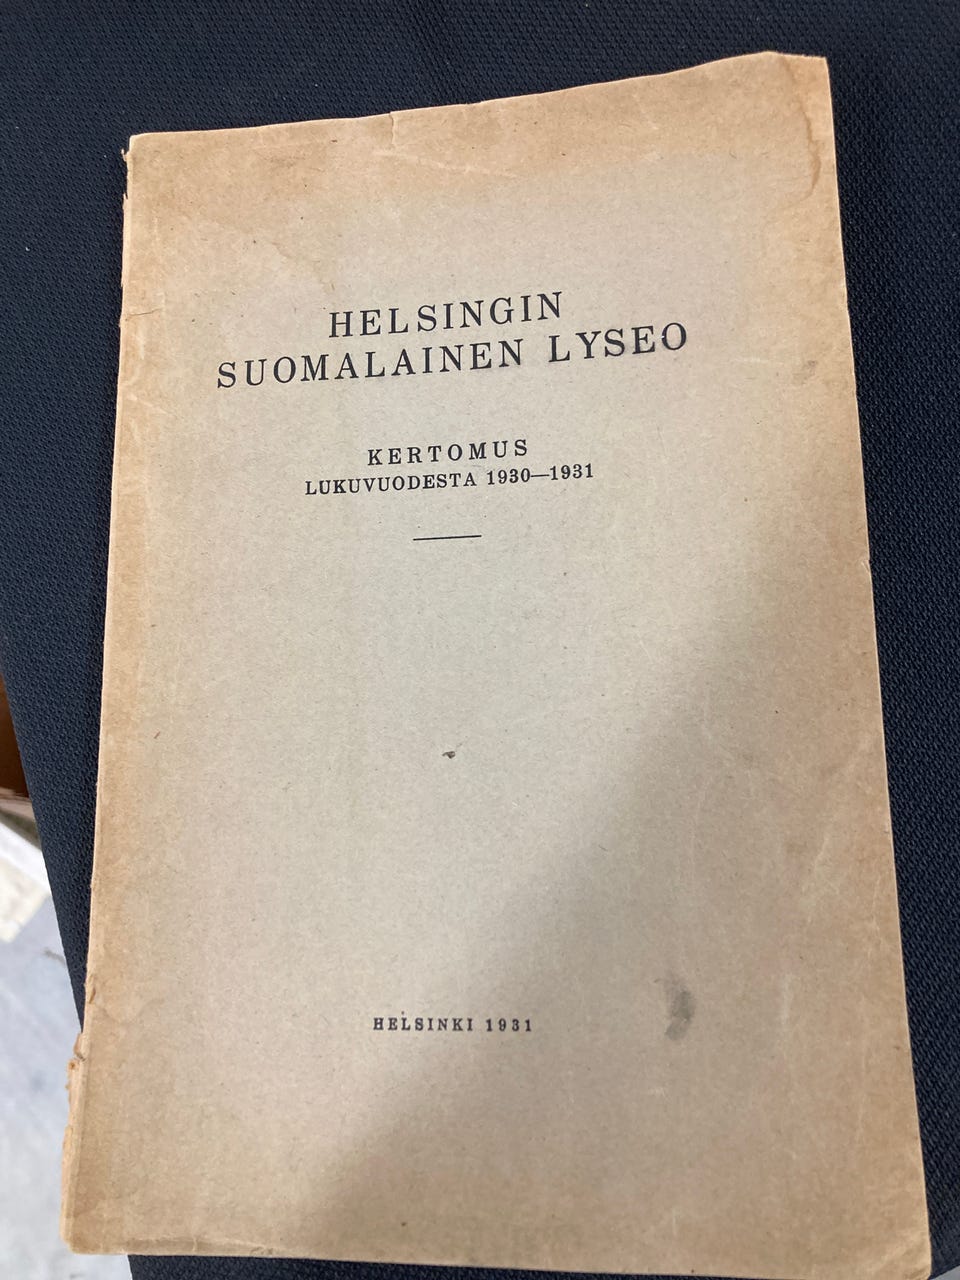 HELSINGIN
SUOMALAINEN LYSEO
KERTOMUS
LUKUVUODESTA 1930—1931
HELSINKI 1931